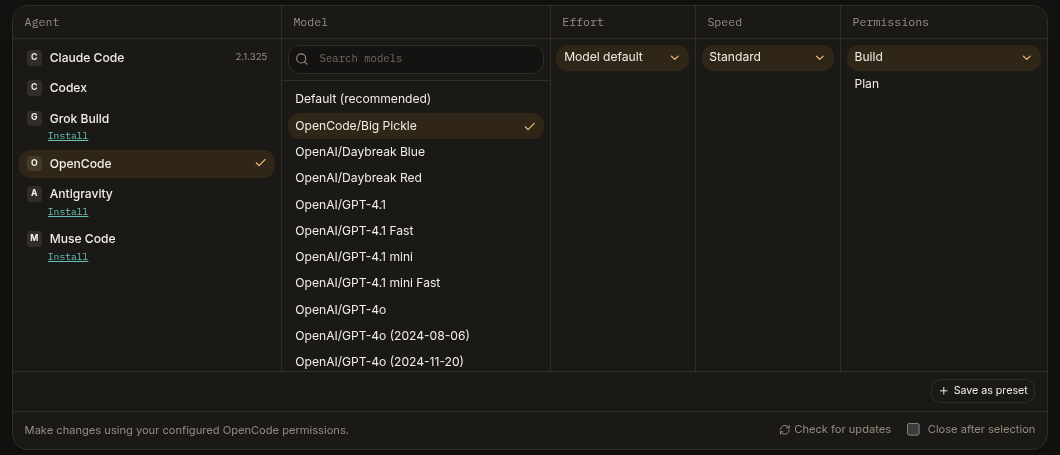 Agent
C Claude Code 2.1.325
C Codex
G Grok Build
Install
O OpenCode
A Antigravity
Install
M Muse Code
Install
Model
Search models
Default (recommended)
OpenCode/Big Pickle
OpenAI/Daybreak Blue
OpenAI/Daybreak Red
OpenAI/GPT-4.1
OpenAI/GPT-4.1 Fast
OpenAI/GPT-4.1 mini
OpenAI/GPT-4.1 mini Fast
OpenAI/GPT-4o
OpenAI/GPT-4o (2024-08-06)
OpenAI/GPT-4o (2024-11-20)
Effort
Model default
Speed
Standard
Permissions
Build
Plan
+ Save as preset
Make changes using your configured OpenCode permissions.
Check for updates
Close after selection